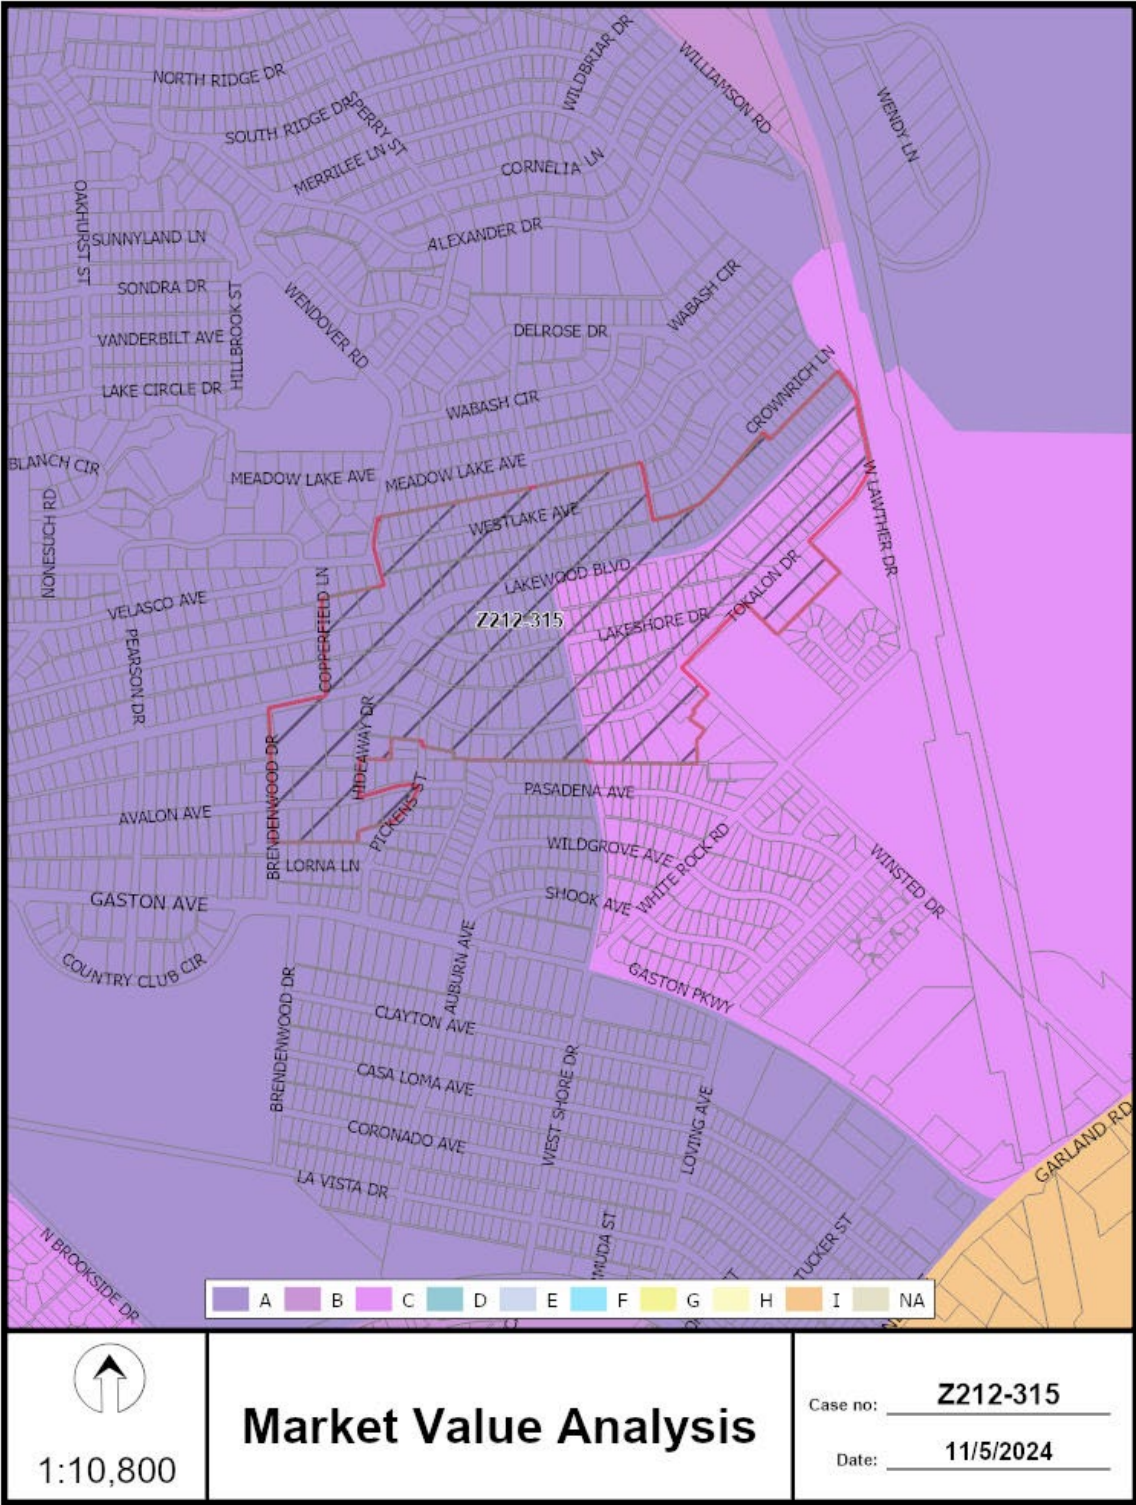 WILDBRIAR DR
NORTH RIDGE DR
WILLIAMSON RD
SOUTH RIDGE DR
SPERRY ST
WENDY LN
MERRILEE LN
CORNELIA LN
OAKHURST ST
SUNNYLAND LN
ALEXANDER DR
SONDRA DR
WABASH CIR
HILLBROOK ST
WENDOVER RD
VANDERBILT AVE
DELROSE DR
LAKE CIRCLE DR
CROWNRICH LN
WABASH CIR
BLANCH CIR
MEADOW LAKE AVE
MEADOW LAKE AVE
NONESUCH RD
WESTLAKE AVE
W LAWTHER DR
LAKEWOOD BLVD
TOKALON DR
VELASCO AVE
COPPERFIELD LN
Z212-315
LAKESHORE DR
PEARSON DR
HIDEAWAY DR
BRENDENWOOD DR
PASADENA AVE
AVALON AVE
PICKENS ST
WILDGROVE AVE
WHITE ROCK RD
LORNA LN
WINSTED DR
GASTON AVE
SHOOK AVE
COUNTRY CLUB CIR
AUBURN AVE
GASTON PKWY
BRENDENWOOD DR
CLAYTON AVE
CASA LOMA AVE
WEST SHORE DR
LOVING AVE
CORONADO AVE
GARLAND RD
LA VISTA DR
N BROOKSIDE DR
MUDA ST
TUCKER ST
A B C D E F G H I NA
1:10,800
Market Value Analysis
Case no: Z212-315
Date: 11/5/2024